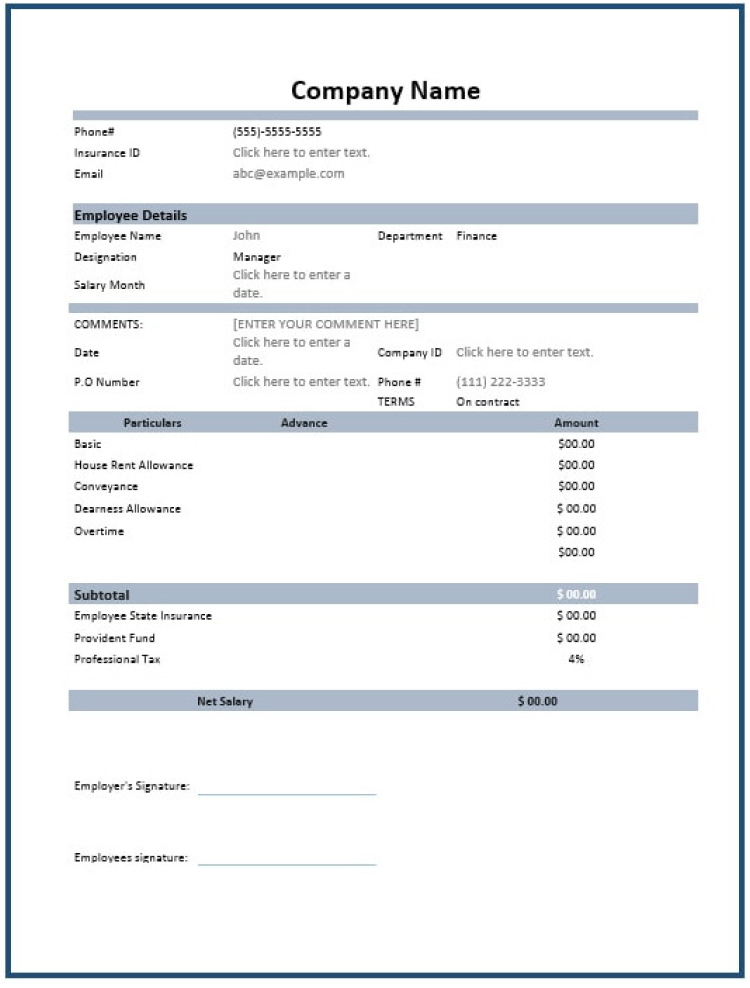 Company Name
Phone# (555)-5555-5555
Insurance ID Click here to enter text.
Email abc@example.com
Employee Details
Employee Name John Department Finance
Designation Manager
Salary Month Click here to enter a
date.
COMMENTS: [ENTER YOUR COMMENT HERE]
Date Click here to enter a
date. Company ID Click here to enter text.
P.O Number Click here to enter text. Phone # (111) 222-3333
TERMS On contract
Particulars Advance Amount
Basic $00.00
House Rent Allowance $00.00
Conveyance $00.00
Dearness Allowance $ 00.00
Overtime $ 00.00
$00.00
Subtotal $ 00.00
Employee State Insurance $ 00.00
Provident Fund $ 00.00
Professional Tax 4%
Net Salary $ 00.00
Employer's Signature:
Employees signature: